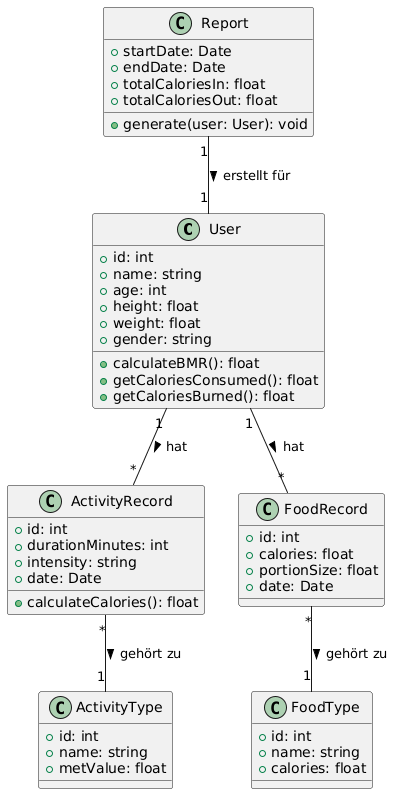 C Report
startDate: Date
endDate: Date
totalCaloriesIn: float
totalCaloriesOut: float
generate(user: User): void
1
erstellt für
1
C User
id: int
name: string
age: int
height: float
weight: float
gender: string
calculateBMR(): float
getCaloriesConsumed(): float
getCaloriesBurned(): float
1
hat
*
1
hat
*
C ActivityRecord
id: int
durationMinutes: int
intensity: string
date: Date
calculateCalories(): float
C FoodRecord
id: int
calories: float
portionSize: float
date: Date
*
gehört zu
1
*
gehört zu
1
C ActivityType
id: int
name: string
metValue: float
C FoodType
id: int
name: string
calories: float